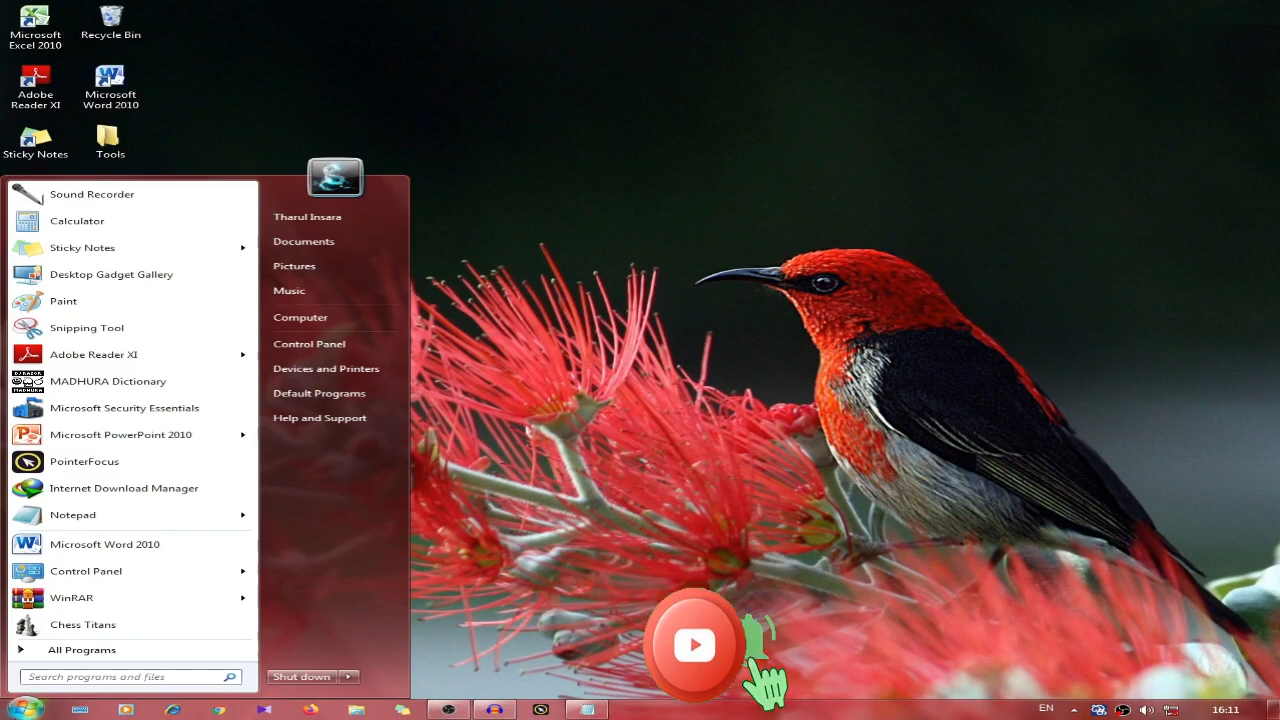 Microsoft
Excel 2010
Recycle Bin
Adobe
Reader XI
Microsoft
Word 2010
Sticky Notes
Tools
Sound Recorder
Calculator
Sticky Notes
Desktop Gadget Gallery
Paint
Snipping Tool
Adobe Reader XI
DJ RAZOR
MADHURA
MADHURA Dictionary
Microsoft Security Essentials
Microsoft PowerPoint 2010
PointerFocus
Internet Download Manager
Notepad
Microsoft Word 2010
Control Panel
WinRAR
Chess Titans
All Programs
Search programs and files
Tharul Insara
Documents
Pictures
Music
Computer
Control Panel
Devices and Printers
Default Programs
Help and Support
Shut down
EN
16:11